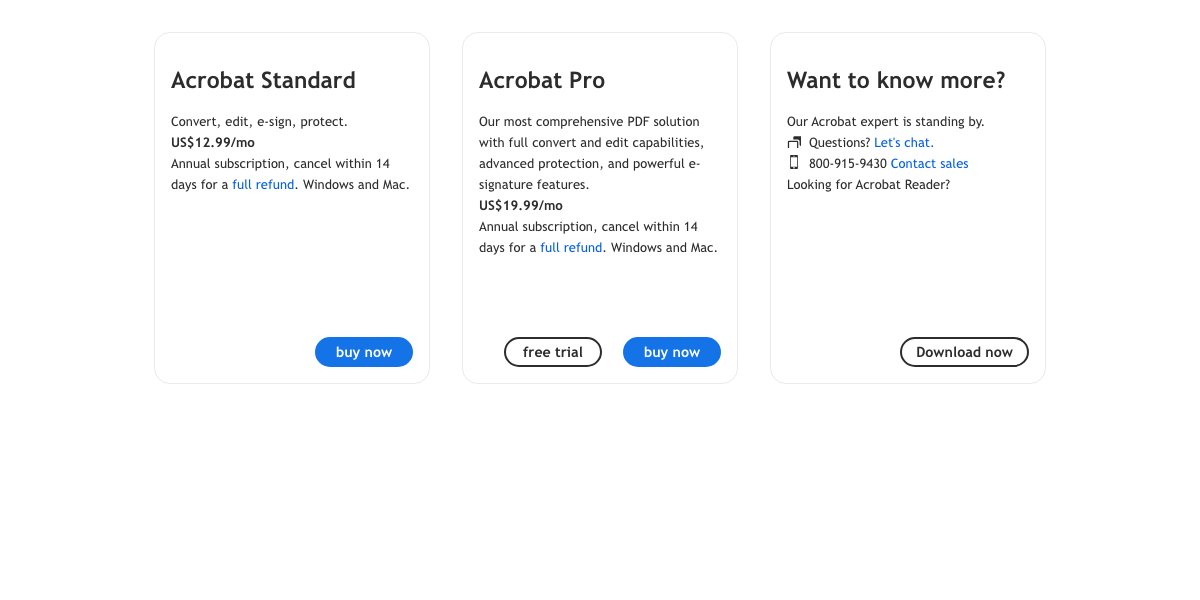 Acrobat Standard
Convert, edit, e-sign, protect.
US$12.99/mo
Annual subscription, cancel within 14
days for a full refund. Windows and Mac.
buy now
Acrobat Pro
Our most comprehensive PDF solution
with full convert and edit capabilities,
advanced protection, and powerful e-
signature features.
US$19.99/mo
Annual subscription, cancel within 14
days for a full refund. Windows and Mac.
free trial
buy now
Want to know more?
Our Acrobat expert is standing by.
Questions? Let's chat.
800-915-9430 Contact sales
Looking for Acrobat Reader?
Download now